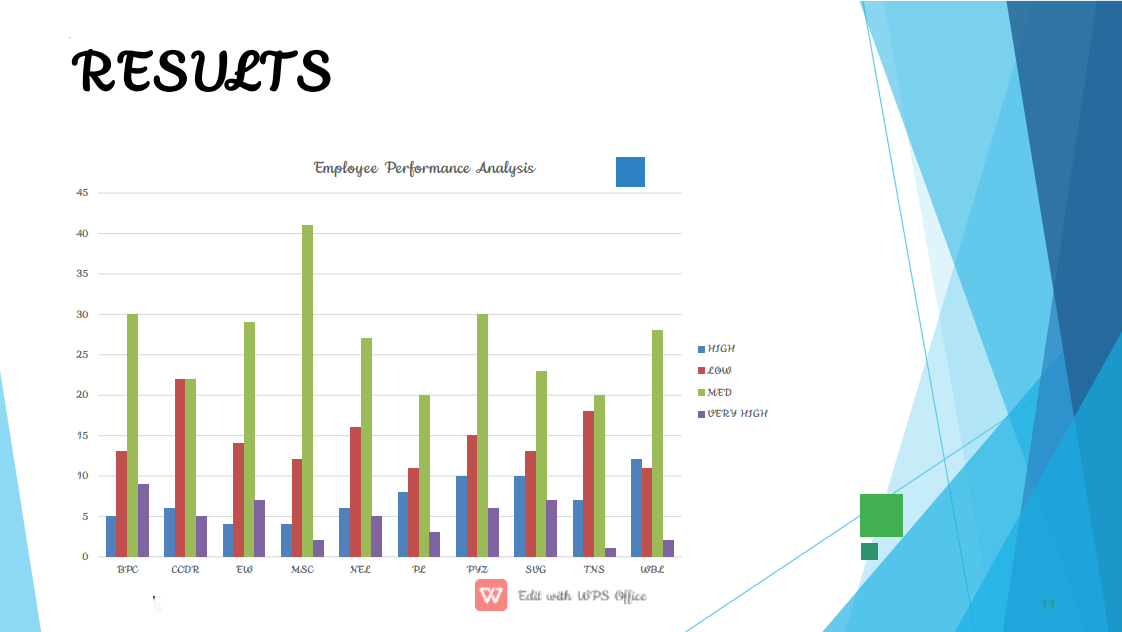 RESULTS
Employee Performance Analysis
45
40
35
30
25
20
15
10
5
0
BPC CCDR EW MSC NEL PL PYZ SVG TNS WBL
HIGH
LOW
MED
VERY HIGH
Edit with WPS Office
11